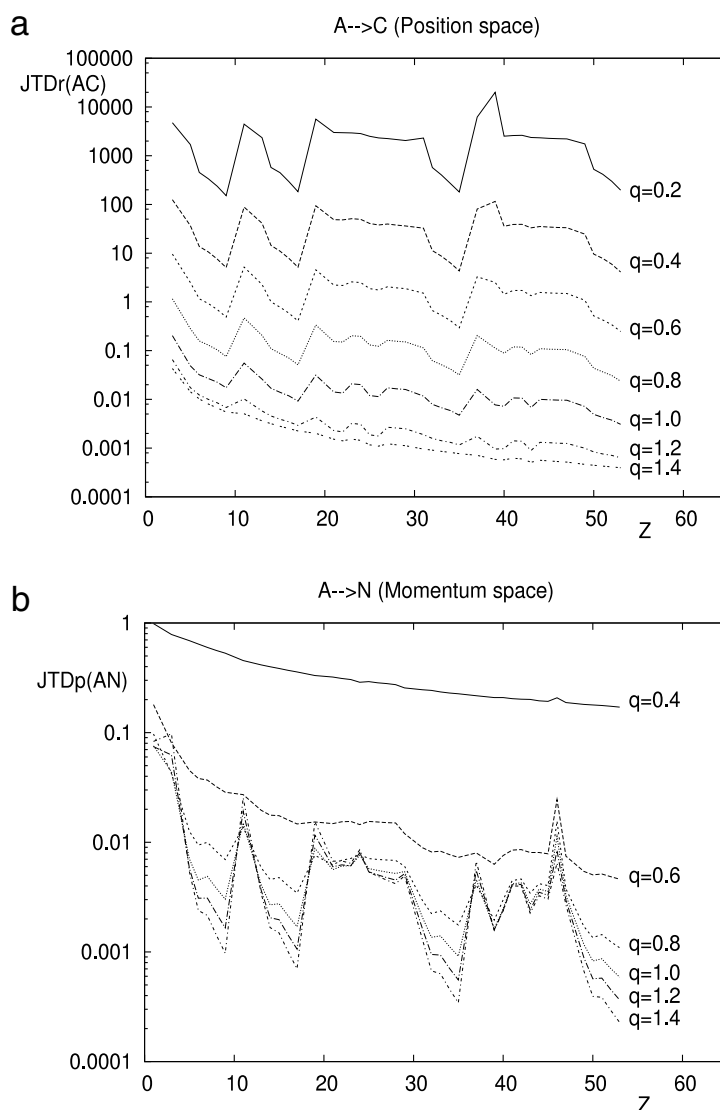 a
A-->C (Position space)
100000
JTDr(AC)
10000
1000
q=0.2
100
q=0.4
10
q=0.6
1
q=0.8
0.1
q=1.0
0.01
q=1.2
0.001
q=1.4
0.0001
0 10 20 30 40 50 60
Z
b
A-->N (Momentum space)
1
JTDp(AN)
q=0.4
0.1
0.01
q=0.6
q=0.8
0.001
q=1.0
q=1.2
q=1.4
0.0001
0 10 20 30 40 50 60
Z